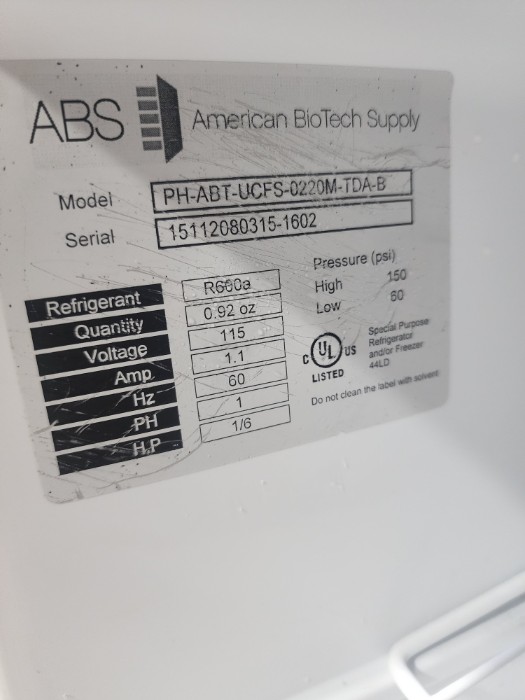 ABS American BioTech Supply
Model PH-ABT-UCFS-0220M-TDA-B
Serial 15112080315-1602
Refrigerant R600a
Quantity 0.92 oz
Voltage 115
Amp 1.1
Hz 60
PH 1
H.P 1/6
Pressure (psi)
High 150
Low 60
C UL US
LISTED
Special Purpose
Refrigerator
and/or Freezer
44LD
Do not clean the label with solvent